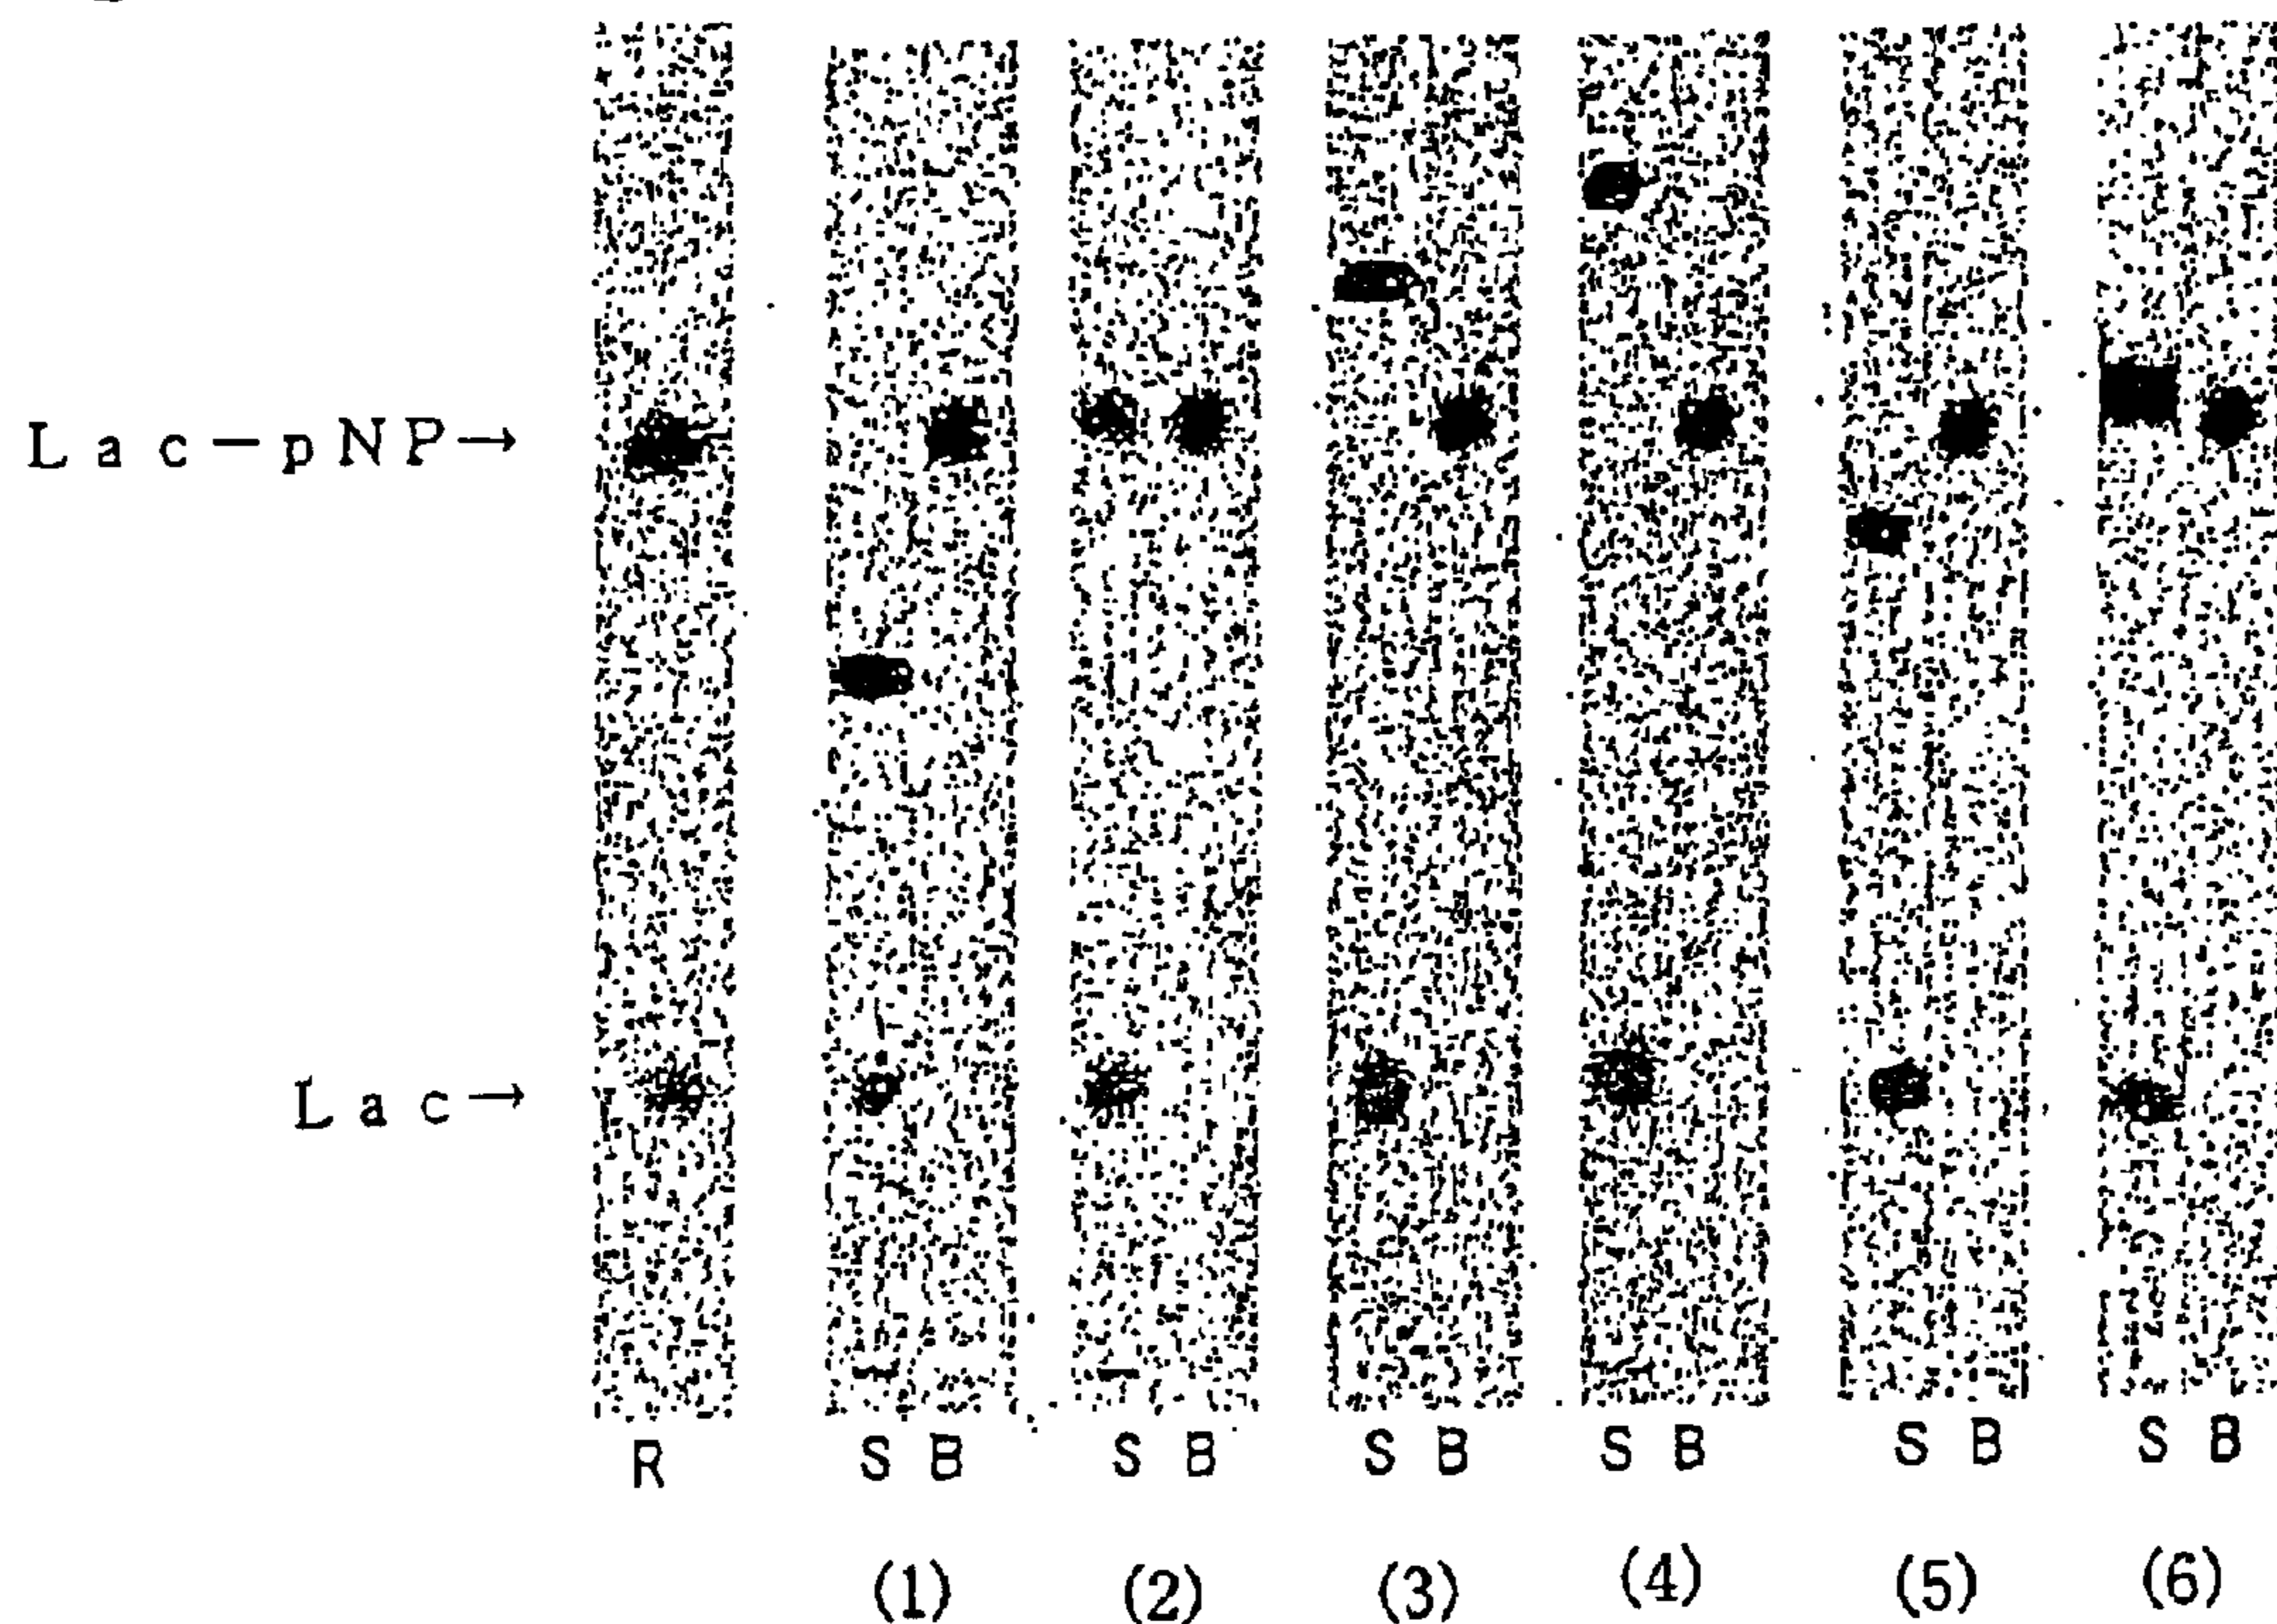 Lac-pNP→
Lac→
R S B S B S B S B S B S B
(1) (2) (3) (4) (5) (6)